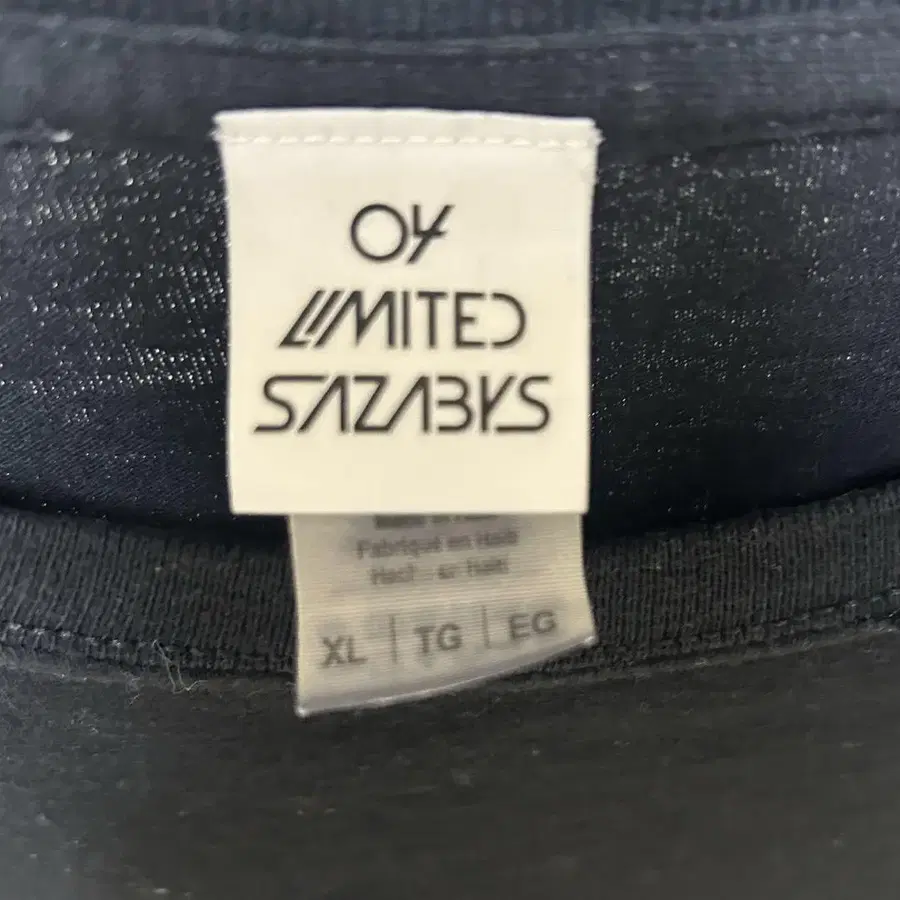 04
LIMITED
SAZABYS
Fabriqué en Haïti
XL | TG | EG